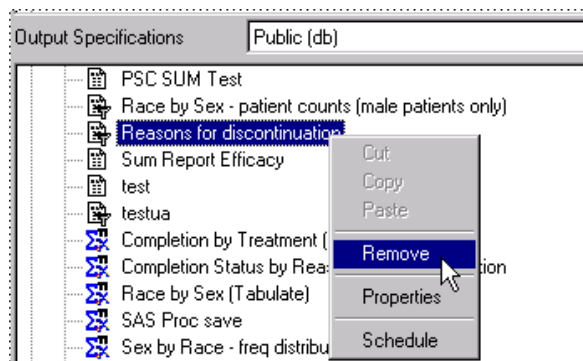 Output Specifications Public (db)
PSC SUM Test
Race by Sex - patient counts (male patients only)
Reasons for discontinuation
Cut
Sum Report Efficacy
Copy
test
Paste
testua
Completion by Treatment (
Remove
Completion Status by Rea tion
Properties
Race by Sex (Tabulate)
SAS Proc save
Schedule
Sex by Race - freq distribu